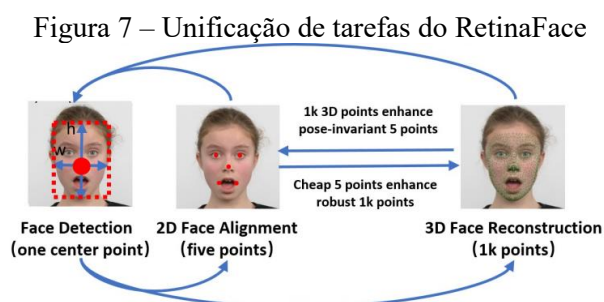 Figura 7 – Unificação de tarefas do RetinaFace
h
w
1k 3D points enhance
pose-invariant 5 points
Cheap 5 points enhance
robust 1k points
Face Detection
(one center point)
2D Face Alignment
(five points)
3D Face Reconstruction
(1k points)